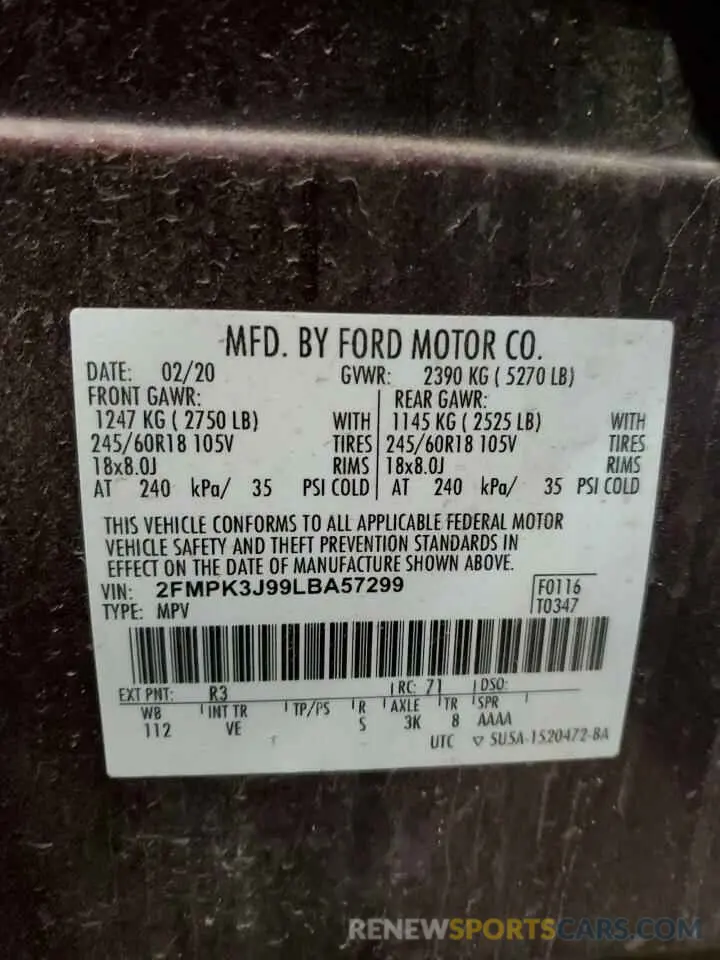 MFD. BY FORD MOTOR CO.
DATE: 02/20 GVWR: 2390 KG ( 5270 LB)
FRONT GAWR: REAR GAWR:
1247 KG ( 2750 LB) WITH 1145 KG ( 2525 LB) WITH
245/60R18 105V TIRES 245/60R18 105V TIRES
18x8.0J RIMS 18x8.0J RIMS
AT 240 kPa/ 35 PSI COLD AT 240 kPa/ 35 PSI COLD
THIS VEHICLE CONFORMS TO ALL APPLICABLE FEDERAL MOTOR
VEHICLE SAFETY AND THEFT PREVENTION STANDARDS IN
EFFECT ON THE DATE OF MANUFACTURE SHOWN ABOVE.
VIN: 2FMPK3J99LBA57299 F0116
TYPE: MPV T0347
EXT PNT: R3 RC: 71 DSO:
WB INT TR TP/PS R AXLE TR SPR
112 VE S 3K 8 AAAA
UTC ▽ 5U5A-1520472-BA
RENEWSPORTSCARS.COM